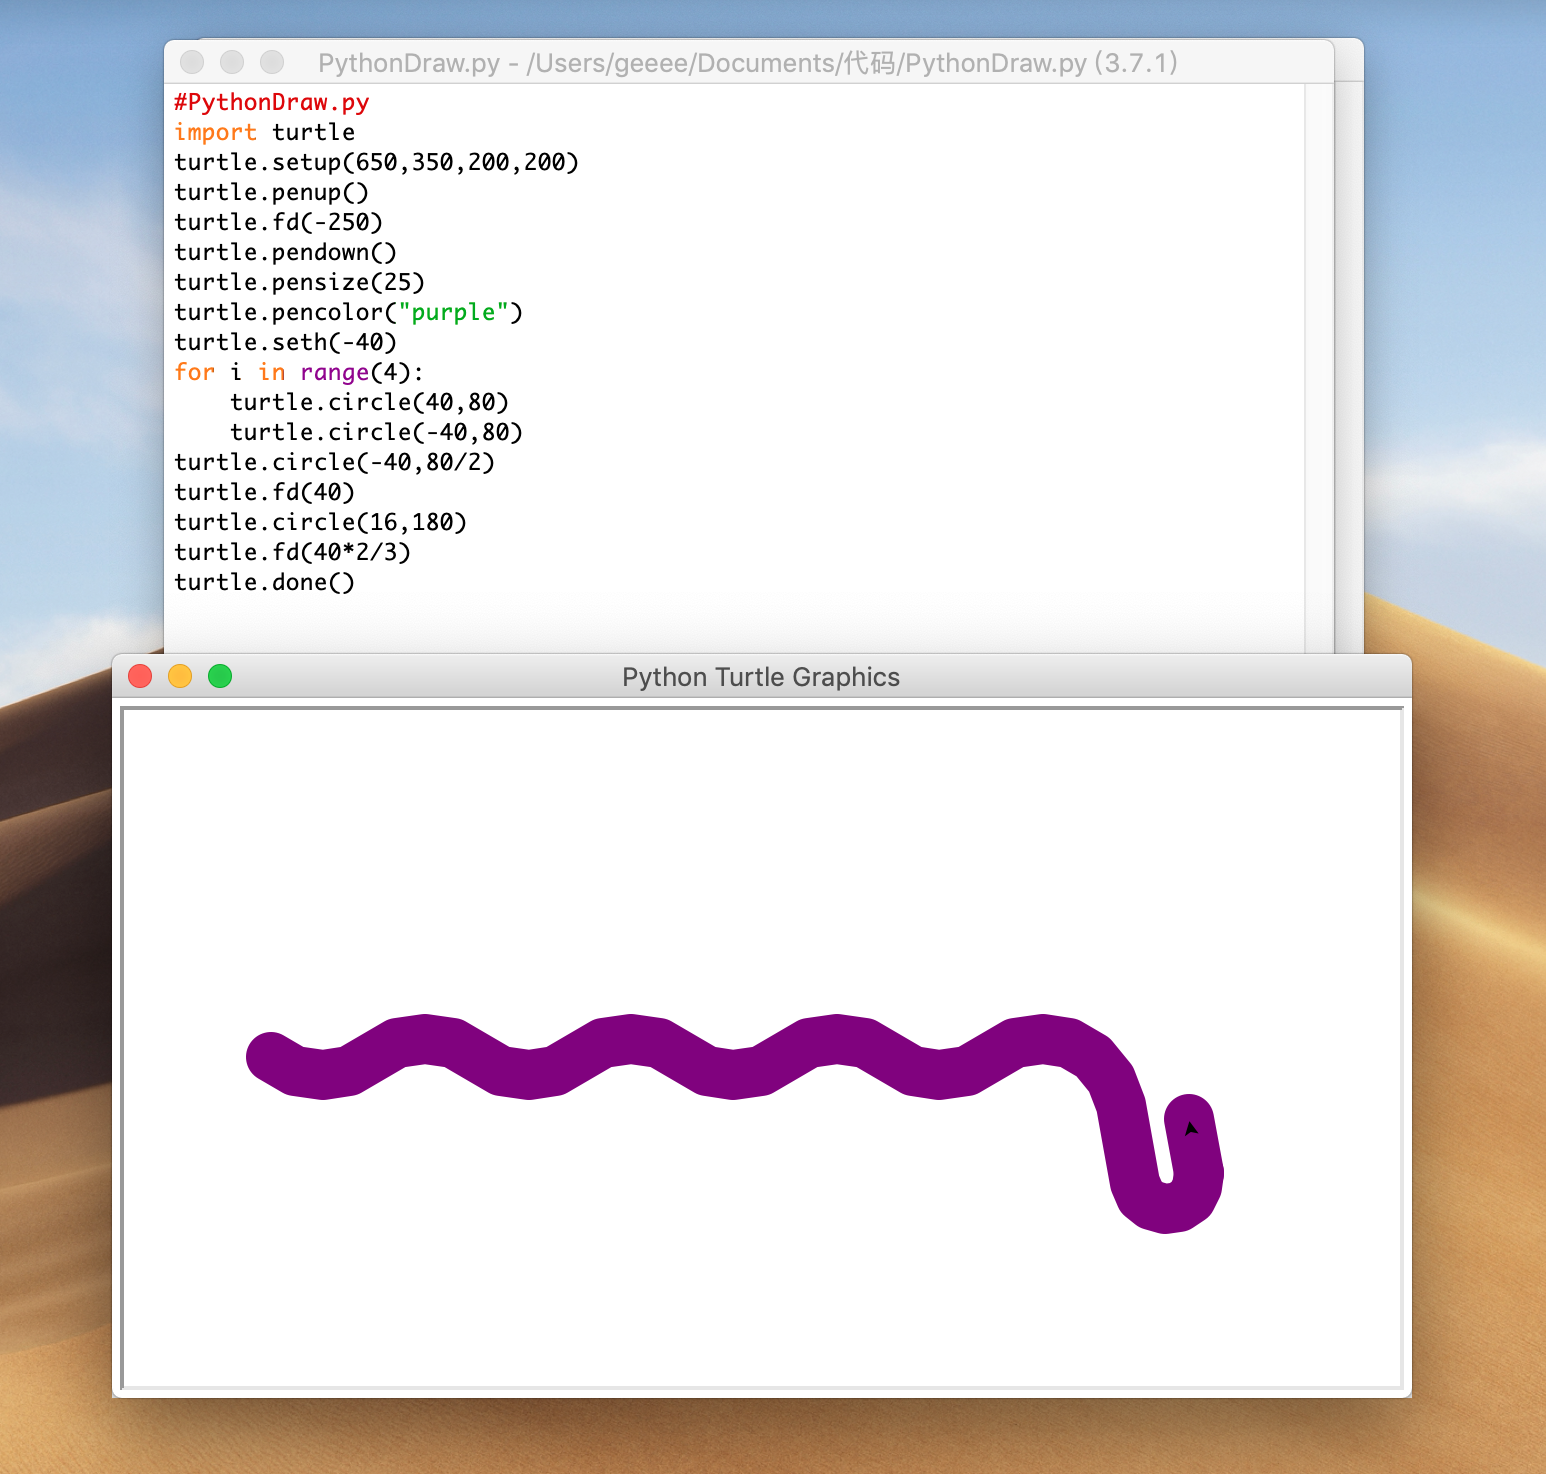 PythonDraw.py - /Users/geeee/Documents/代码/PythonDraw.py (3.7.1)
#PythonDraw.py
import turtle
turtle.setup(650,350,200,200)
turtle.penup()
turtle.fd(-250)
turtle.pendown()
turtle.pensize(25)
turtle.pencolor("purple")
turtle.seth(-40)
for i in range(4):
    turtle.circle(40,80)
    turtle.circle(-40,80)
turtle.circle(-40,80/2)
turtle.fd(40)
turtle.circle(16,180)
turtle.fd(40*2/3)
turtle.done()
Python Turtle Graphics